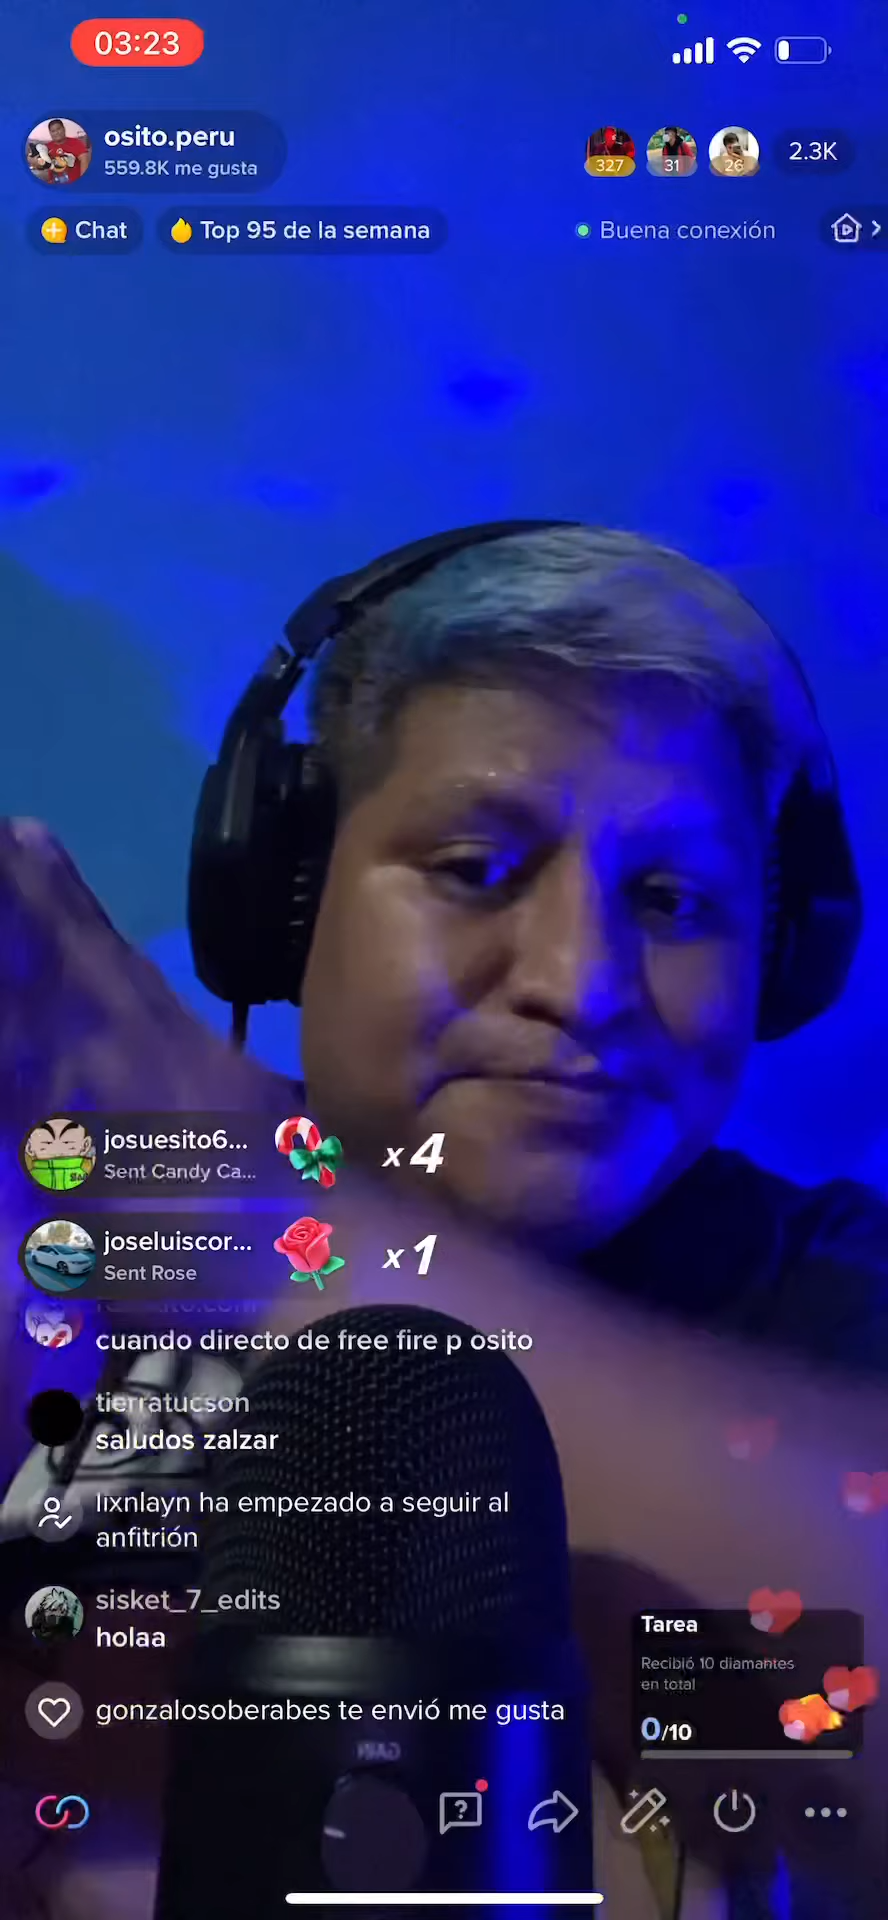 03:23
osito.peru
559.8K me gusta
327
31
26
2.3K
Chat
Top 95 de la semana
Buena conexión
josuesito6...
Sent Candy Ca...
x4
joseluiscor...
Sent Rose
x1
cuando directo de free fire p osito
tierratucson
saludos zalzar
lixnlayn ha empezado a seguir al
anfitrión
sisket_7_edits
holaa
gonzalosoberabes te envió me gusta
Tarea
Recibió 10 diamantes
en total
0/10
GAIN